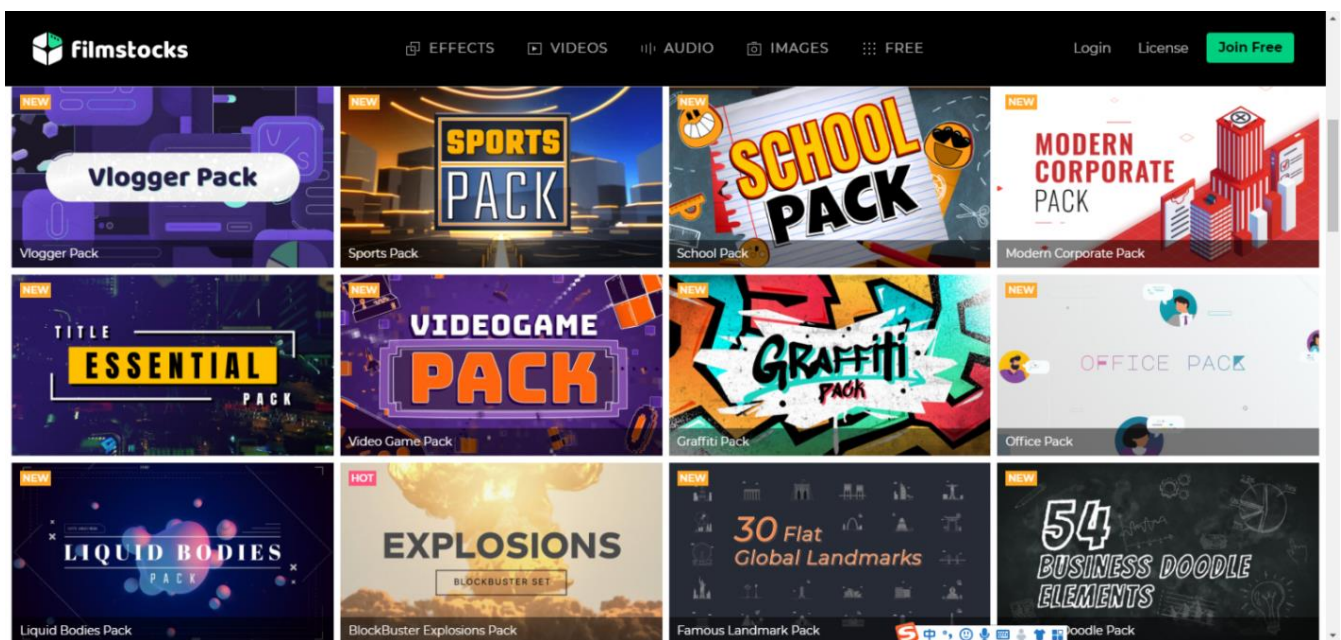 filmstocks
EFFECTS
VIDEOS
AUDIO
IMAGES
FREE
Login
License
Join Free
NEW
Vlogger Pack
Vlogger Pack
NEW
SPORTS
PACK
Sports Pack
NEW
SCHOOL
PACK
School Pack
NEW
MODERN
CORPORATE
PACK
Modern Corporate Pack
NEW
TITLE
ESSENTIAL
PACK
NEW
VIDEOGAME
PACK
Video Game Pack
NEW
GRAFFiTi
PACK
Graffiti Pack
NEW
OFFICE PACK
Office Pack
NEW
LIQUID BODIES
PACK
Liquid Bodies Pack
HOT
EXPLOSIONS
BLOCKBUSTER SET
BlockBuster Explosions Pack
NEW
30 Flat
Global Landmarks
Famous Landmark Pack
NEW
54
BUSINESS DOODLE
ELEMENTS
Doodle Pack
中